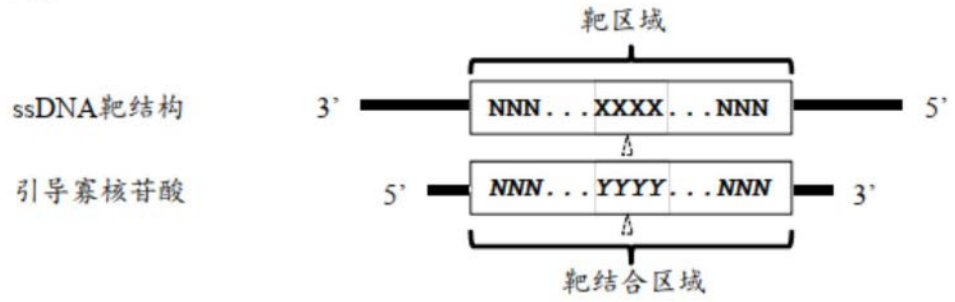 靶区域
ssDNA靶结构 3’ NNN...XXXX...NNN 5’
引导寡核苷酸 5’ NNN...YYYY...NNN 3’
靶结合区域